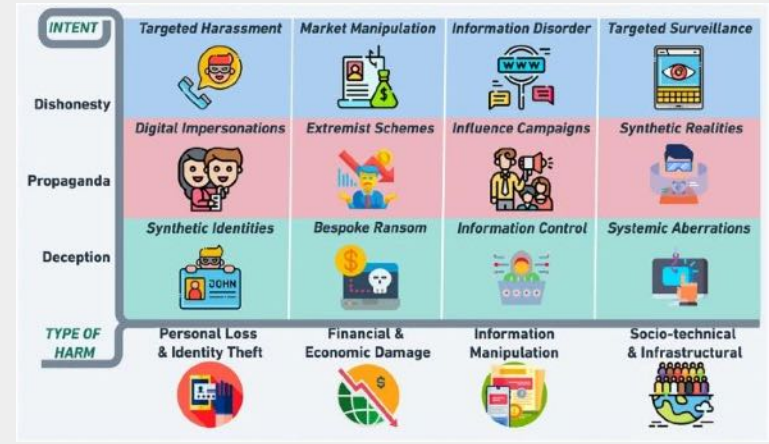 INTENT
Targeted Harassment
Market Manipulation
Information Disorder
Targeted Surveillance
WWW
$
Dishonesty
Digital Impersonations
Extremist Schemes
Influence Campaigns
Synthetic Realities
Propaganda
Synthetic Identities
Bespoke Ransom
Information Control
Systemic Aberrations
$
JOHN
Deception
TYPE OF
HARM
Personal Loss
& Identity Theft
Financial &
Economic Damage
Information
Manipulation
Socio-technical
& Infrastructural
$